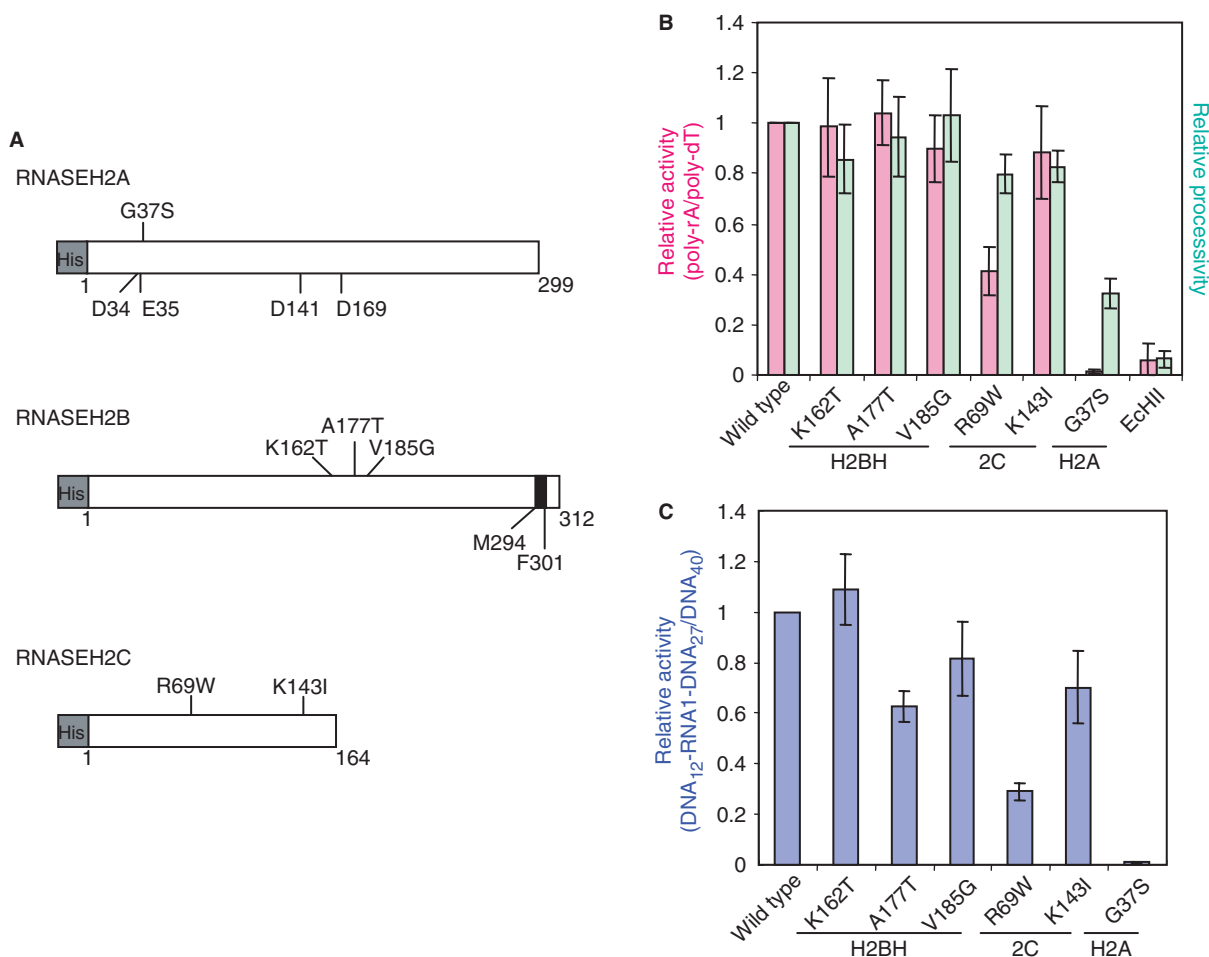 A
RNASEH2A
G37S
His
1
299
D34 E35 D141 D169
RNASEH2B
A177T
K162T V185G
His
1
312
M294
F301
RNASEH2C
R69W K143I
His
1
164
B
Relative activity
(poly-rA/poly-dT)
Relative processivity
1.4
1.2
1
0.8
0.6
0.4
0.2
0
Wild type K162T A177T V185G R69W K143I G37S EcHII
H2BH 2C H2A
C
Relative activity
(DNA12-RNA1-DNA27/DNA40)
1.4
1.2
1
0.8
0.6
0.4
0.2
0
Wild type K162T A177T V185G R69W K143I G37S
H2BH 2C H2A